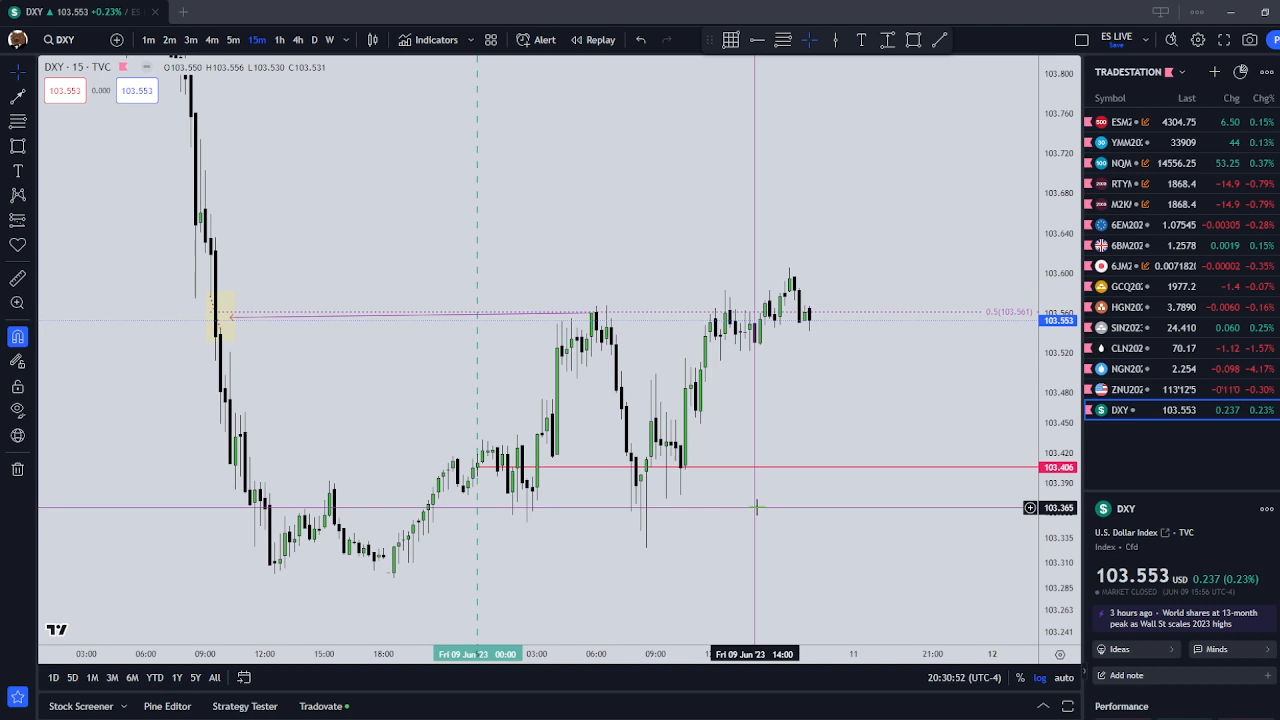 DXY ▲ 103.553 +0.23% / ES
DXY 1m 2m 3m 4m 5m 15m 1h 4h D W Indicators Alert Replay ES LIVE Save
DXY · 15 · TVC O103.550 H103.556 L103.530 C103.531
103.553 0.000 103.553
0.5(103.561)
103.800
103.760
103.720
103.680
103.640
103.600
103.560
103.553
103.520
103.480
103.450
103.420
103.406
103.390
103.365
103.335
103.310
103.285
103.263
103.241
03:00 06:00 09:00 12:00 15:00 18:00 Fri 09 Jun '23 00:00 03:00 06:00 09:00 Fri 09 Jun '23 14:00 11 21:00 12
1D 5D 1M 3M 6M YTD 1Y 5Y All 20:30:52 (UTC-4) % log auto
Stock Screener Pine Editor Strategy Tester Tradovate
TRADESTATION
Symbol Last Chg Chg%
ESM2 4304.75 6.50 0.15%
YMM202 33909 44 0.13%
NQM 14556.25 53.25 0.37%
RTYM 1868.4 −14.9 −0.79%
M2K 1868.4 −14.9 −0.79%
6EM202 1.07545 −0.00305 −0.28%
6BM202 1.2578 0.0019 0.15%
6JM2 0.007182 −0.00002 −0.35%
GCQ202 1977.2 −1.4 −0.07%
HGN202 3.7890 −0.0060 −0.16%
SIN202 24.410 0.060 0.25%
CLN202 70.17 −1.12 −1.57%
NGN202 2.254 −0.098 −4.17%
ZNU202 113'12'5 −0'11'0 −0.30%
DXY 103.553 0.237 0.23%
DXY
U.S. Dollar Index · TVC
Index · Cfd
103.553 USD 0.237 (0.23%)
MARKET CLOSED (JUN 09 15:56 UTC-4)
3 hours ago · World shares at 13-month
peak as Wall St scales 2023 highs
Ideas Minds
Add note
Performance